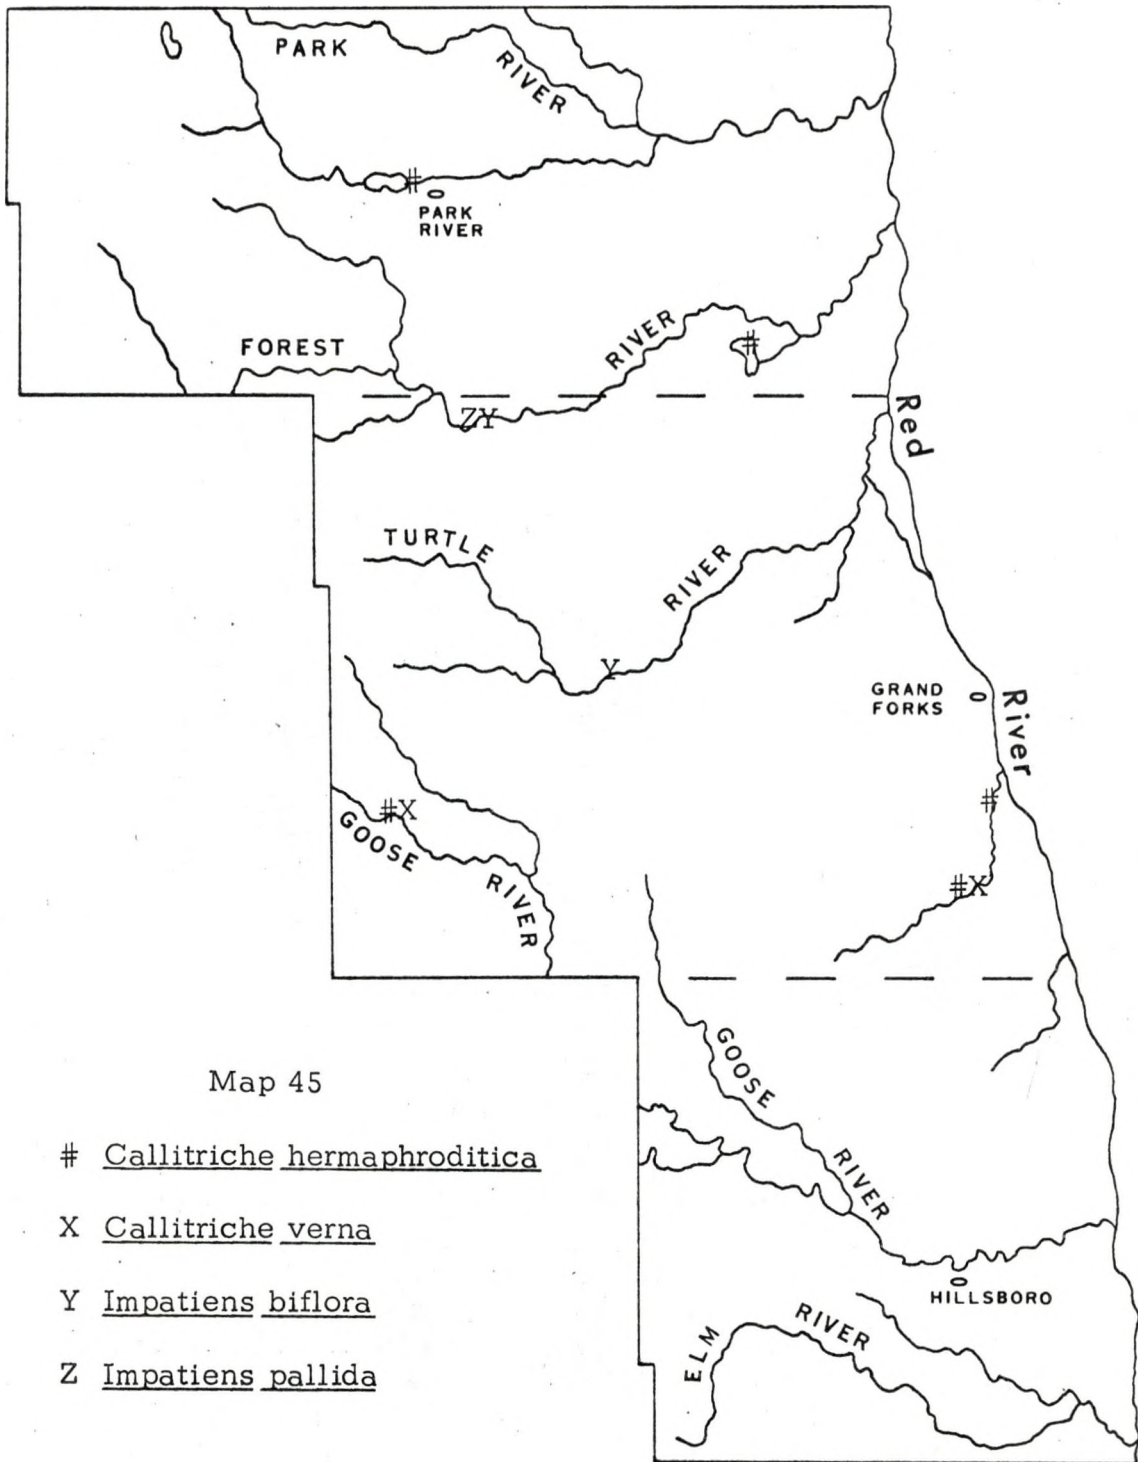 PARK
RIVER
#
PARK
RIVER
FOREST
RIVER
#
ZY
Red
TURTLE
RIVER
Y
GRAND
FORKS
River
#X
GOOSE
RIVER
#
#X
GOOSE
RIVER
HILLSBORO
ELM
RIVER
Map 45
# Callitriche hermaphroditica
X Callitriche verna
Y Impatiens biflora
Z Impatiens pallida